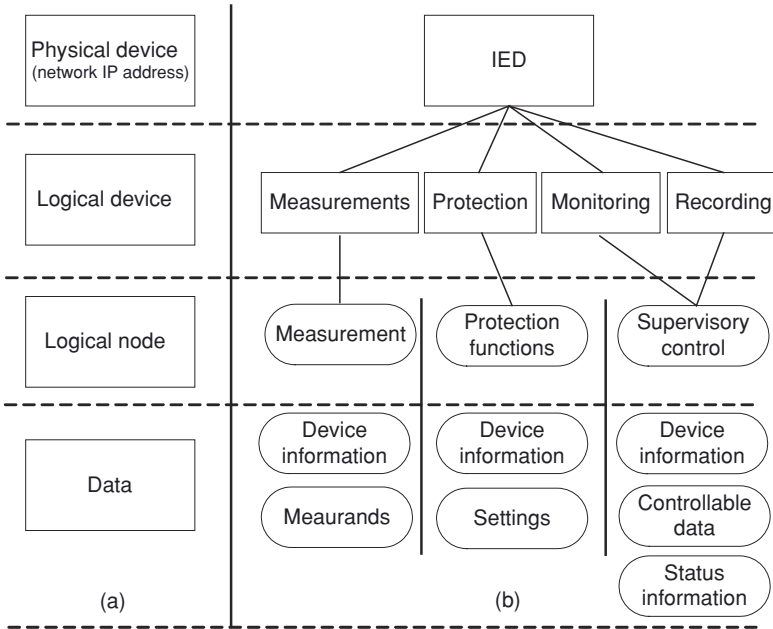 Physical device
(network IP address)
IED
Logical device
Measurements
Protection
Monitoring
Recording
Logical node
Measurement
Protection
functions
Supervisory
control
Data
Device
information
Device
information
Device
information
Meaurands
Settings
Controllable
data
Status
information
(a)
(b)